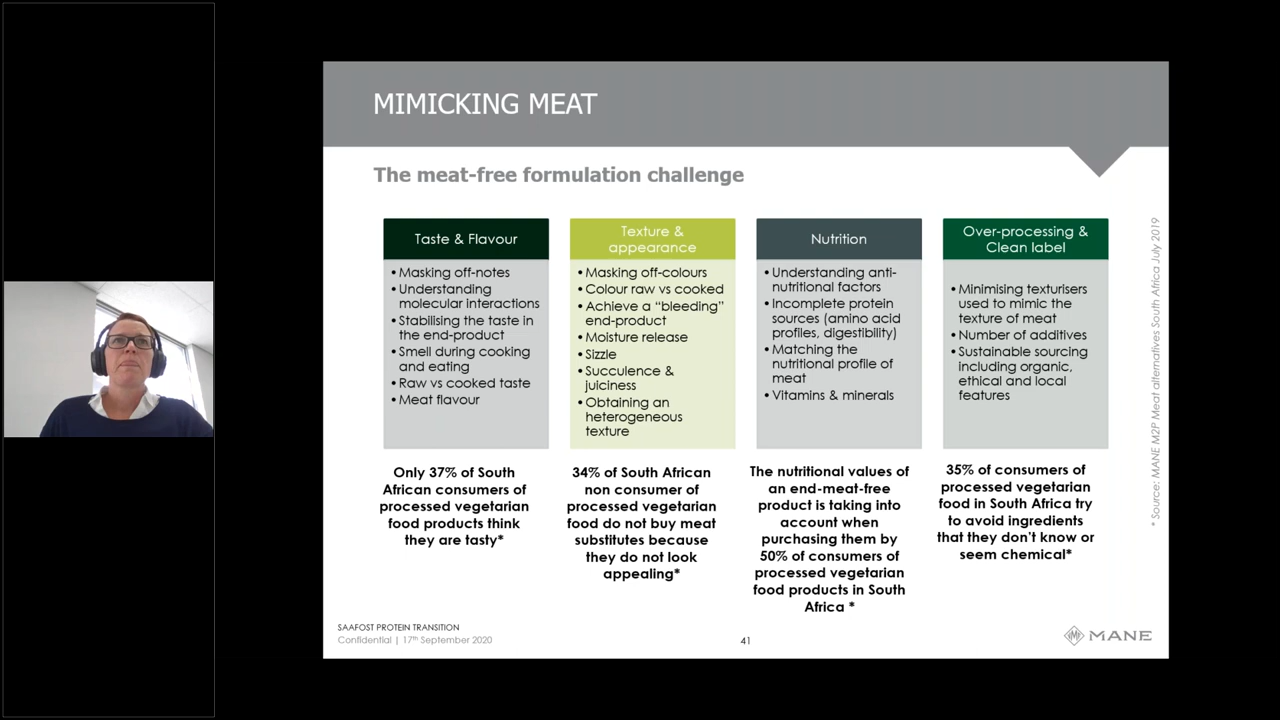 MIMICKING MEAT
The meat-free formulation challenge
Taste & Flavour
• Masking off-notes
• Understanding
molecular interactions
• Stabilising the taste in
the end-product
• Smell during cooking
and eating
• Raw vs cooked taste
• Meat flavour
Only 37% of South
African consumers of
processed vegetarian
food products think
they are tasty*
Texture &
appearance
• Masking off-colours
• Colour raw vs cooked
• Achieve a “bleeding”
end-product
• Moisture release
• Sizzle
• Succulence &
juiciness
• Obtaining an
heterogeneous
texture
34% of South African
non consumer of
processed vegetarian
food do not buy meat
substitutes because
they do not look
appealing*
Nutrition
• Understanding anti-
nutritional factors
• Incomplete protein
sources (amino acid
profiles, digestibility)
• Matching the
nutritional profile of
meat
• Vitamins & minerals
The nutritional values of
an end-meat-free
product is taking into
account when
purchasing them by
50% of consumers of
processed vegetarian
food products in South
Africa *
Over-processing &
Clean label
• Minimising texturisers
used to mimic the
texture of meat
• Number of additives
• Sustainable sourcing
including organic,
ethical and local
features
35% of consumers of
processed vegetarian
food in South Africa try
to avoid ingredients
that they don’t know or
seem chemical*
* Source: MANE M2P Meat alternatives South Africa July 2019
SAAFOST PROTEIN TRANSITION
Confidential | 17th September 2020
41
MANE